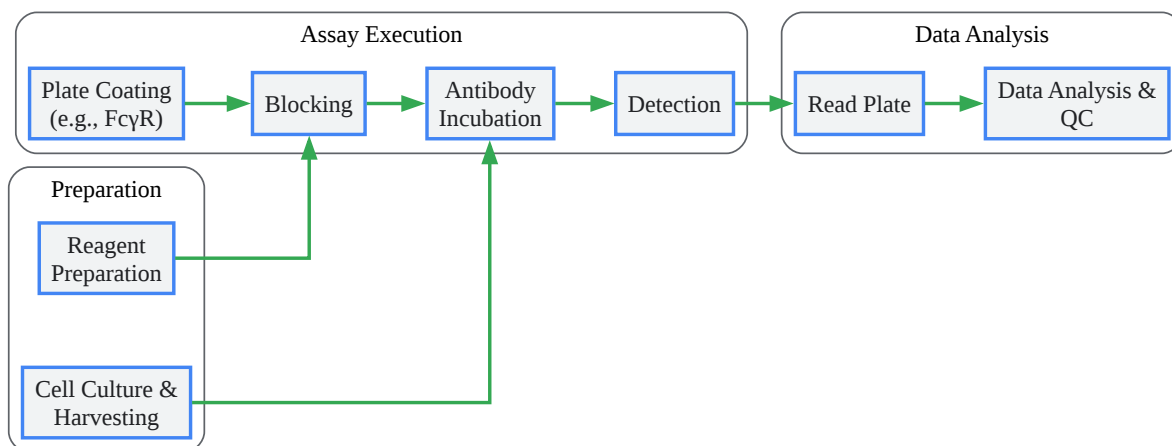 Assay Execution
Plate Coating
(e.g., FcγR)
Blocking
Antibody
Incubation
Detection
Data Analysis
Read Plate
Data Analysis &
QC
Preparation
Reagent
Preparation
Cell Culture &
Harvesting